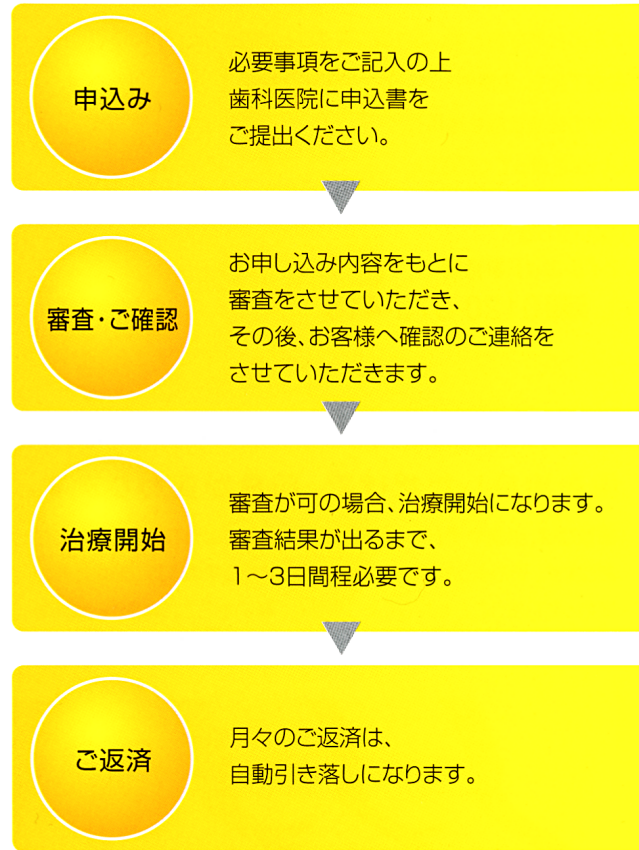 申込み
必要事項をご記入の上
歯科医院に申込書を
ご提出ください。
審査・ご確認
お申し込み内容をもとに
審査をさせていただき、
その後、お客様へ確認のご連絡を
させていただきます。
治療開始
審査が可の場合、治療開始になります。
審査結果が出るまで、
1〜3日間程必要です。
ご返済
月々のご返済は、
自動引き落しになります。